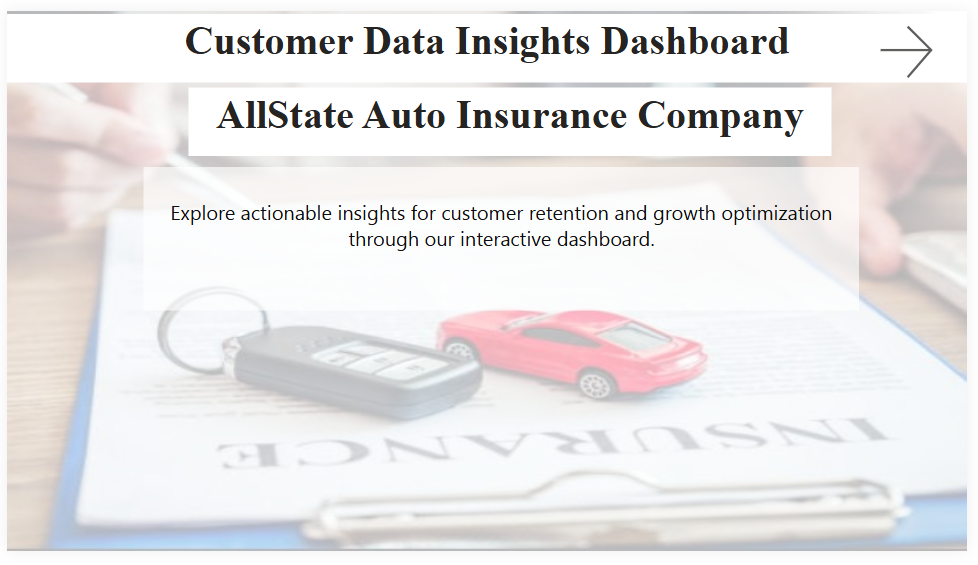 Customer Data Insights Dashboard
AllState Auto Insurance Company
Explore actionable insights for customer retention and growth optimization
through our interactive dashboard.
INSURANCE